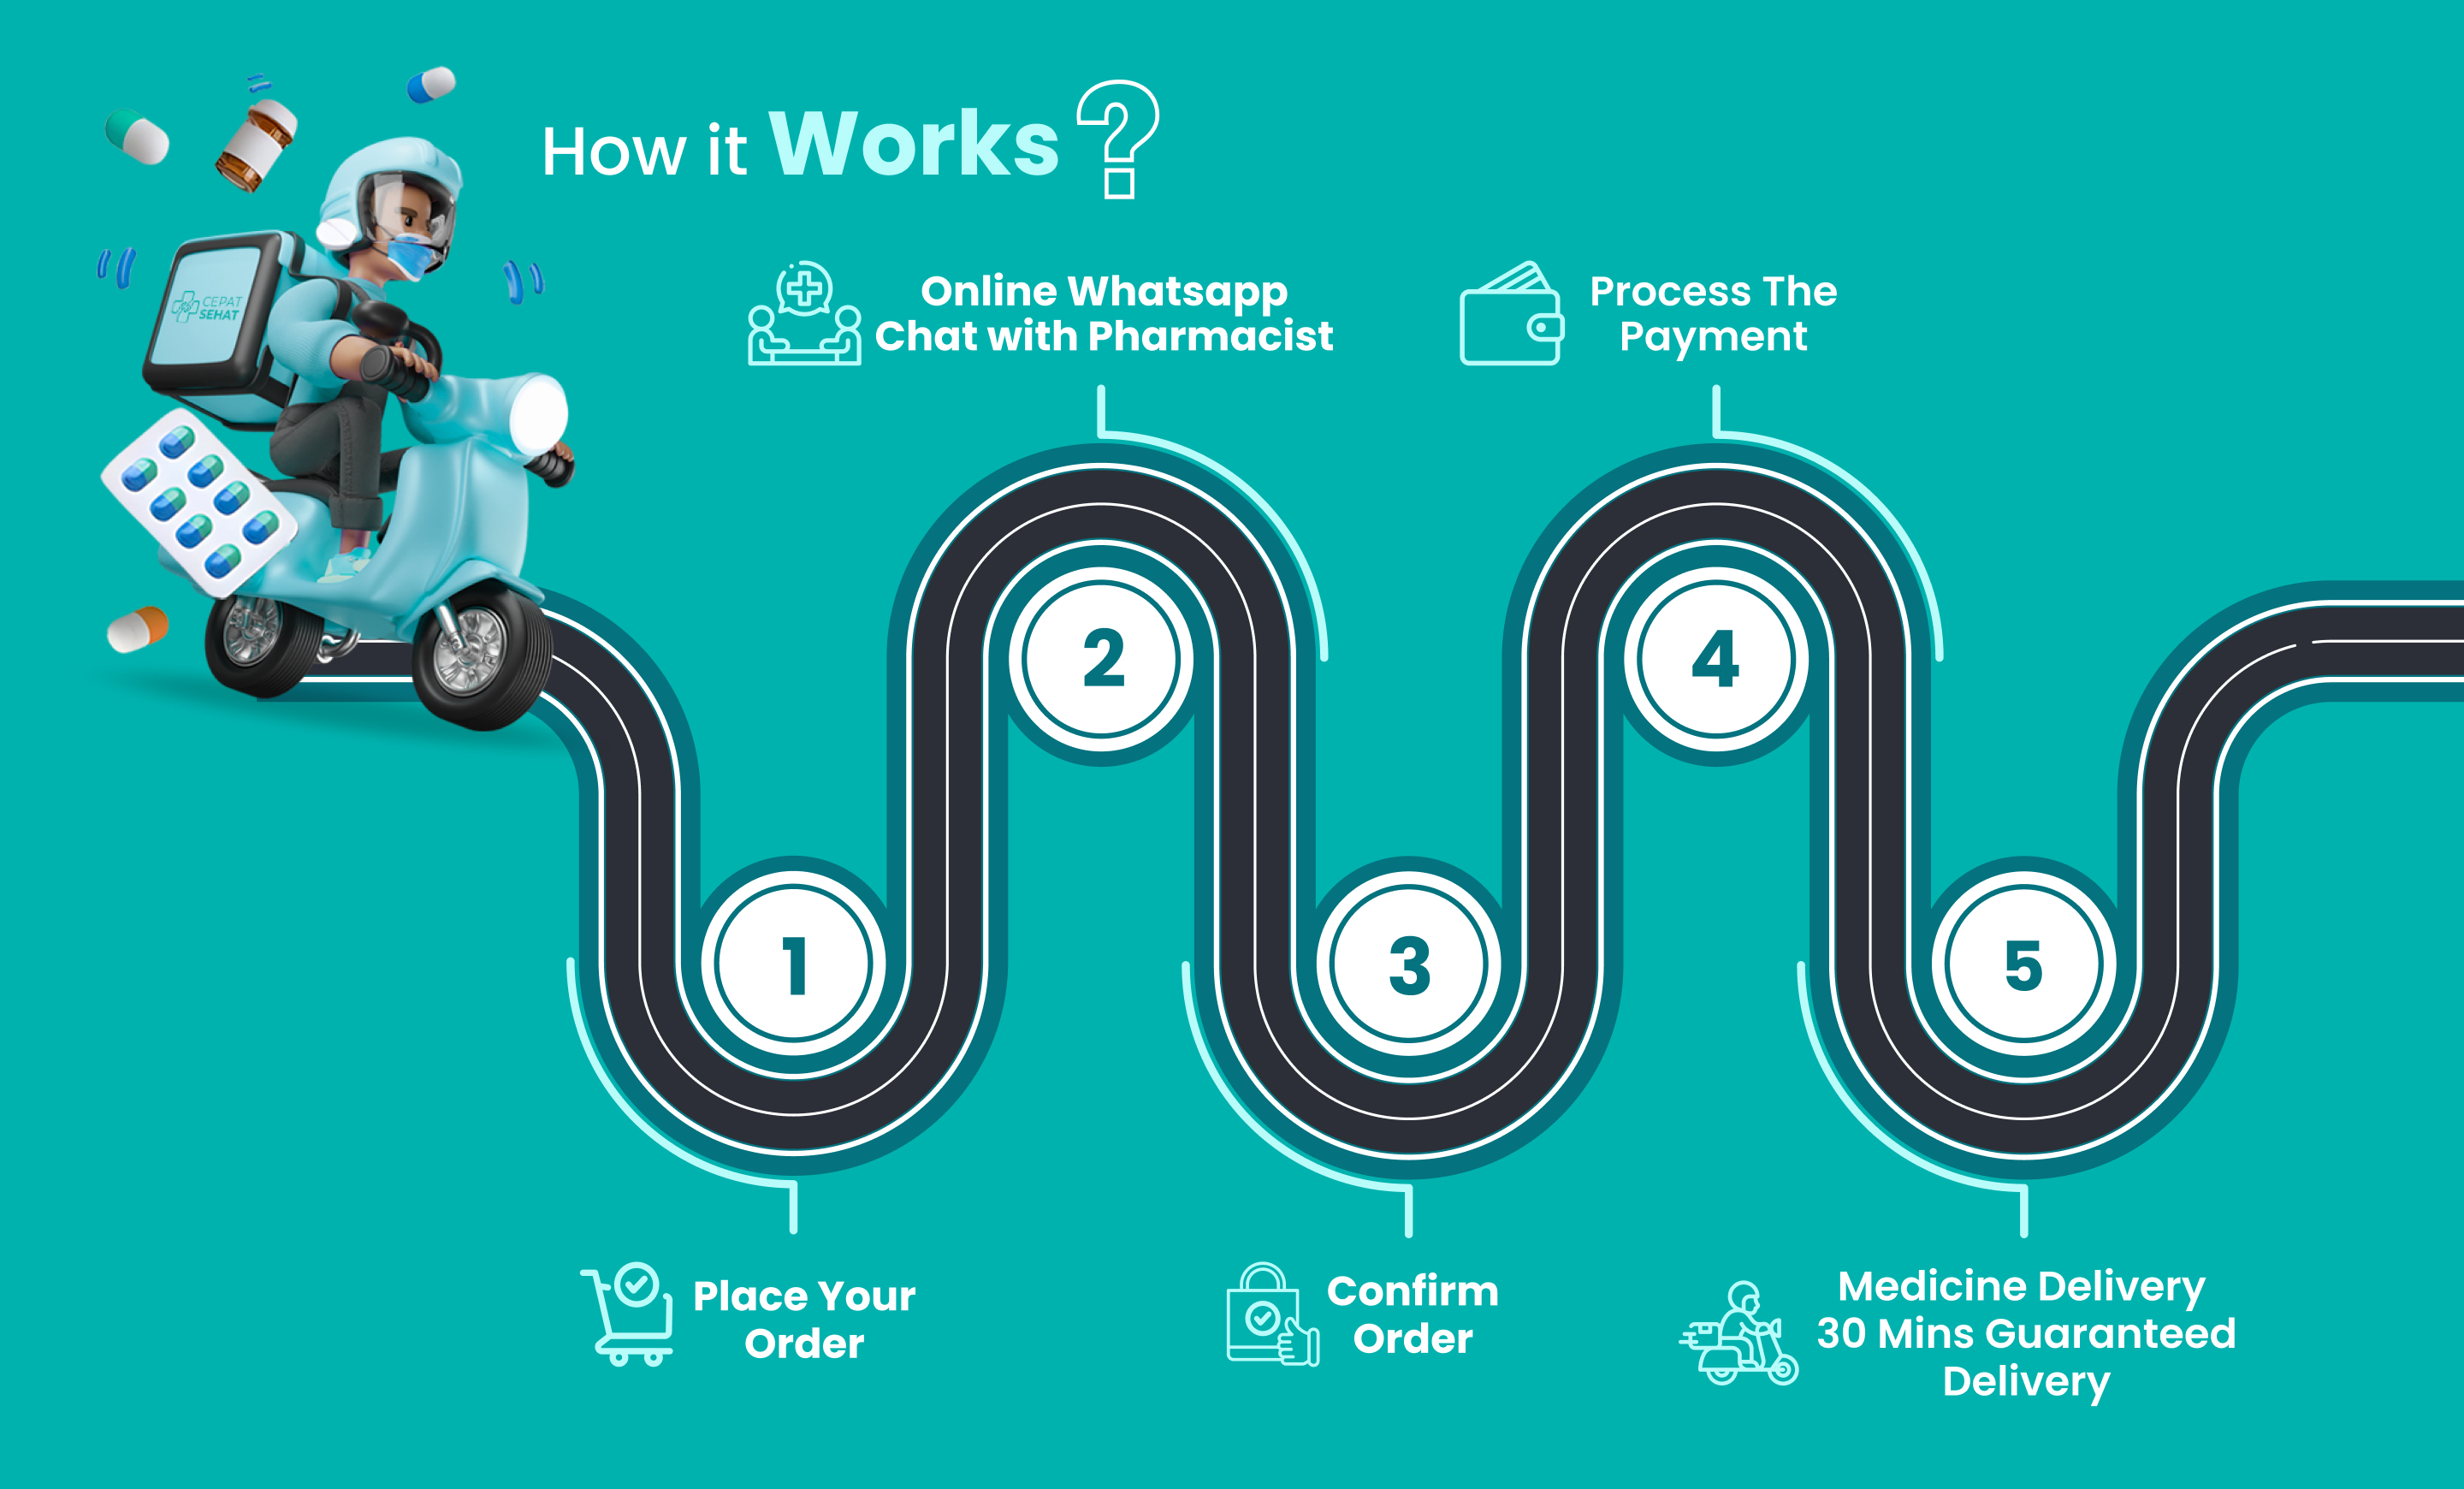 How it Works?
CEPAT
SEHAT
Online Whatsapp
Chat with Pharmacist
Process The
Payment
2
4
1
3
5
Place Your
Order
Confirm
Order
Medicine Delivery
30 Mins Guaranteed
Delivery